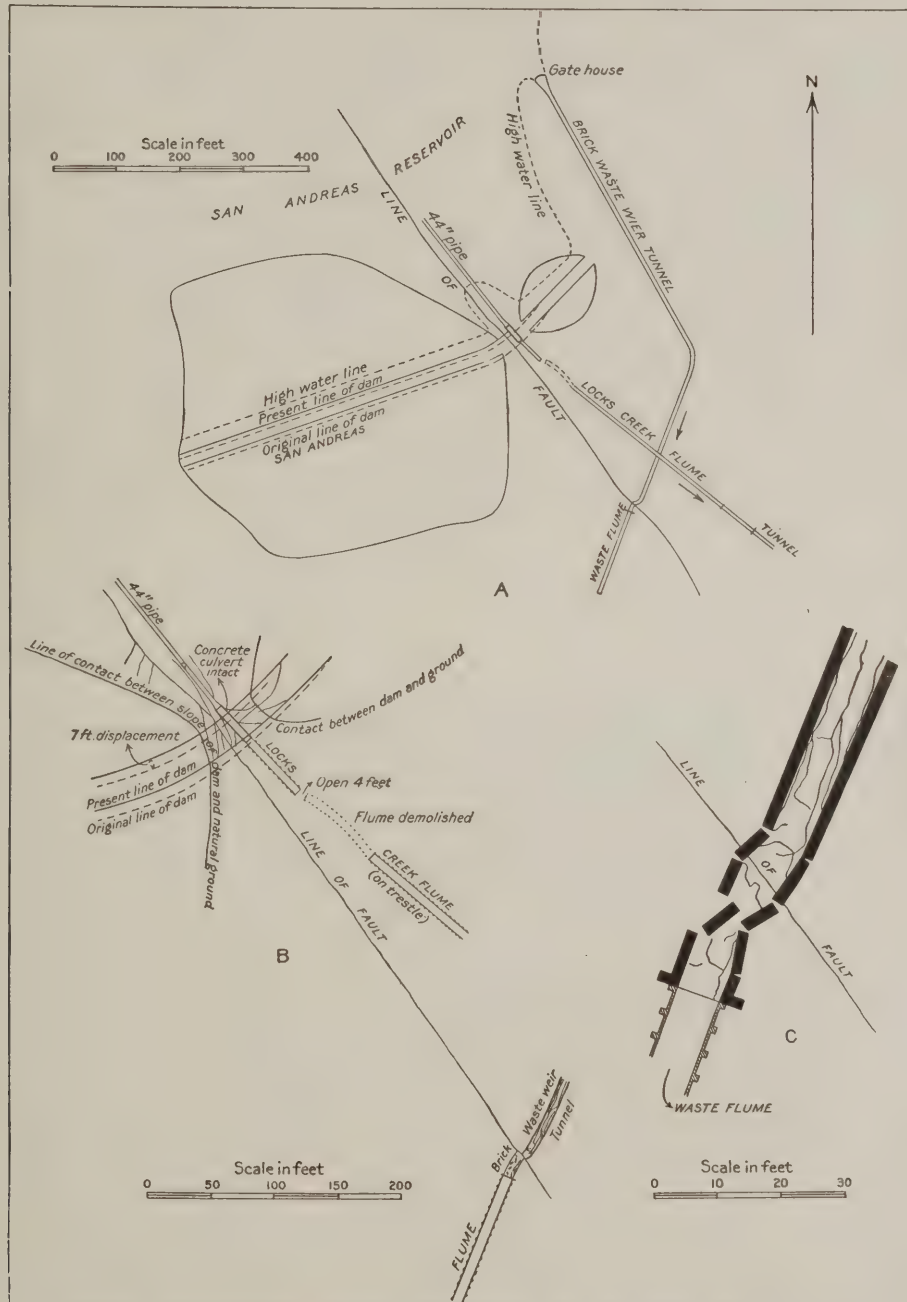 Gate house
N
Scale in feet
0 100 200 300 400
SAN ANDREAS RESERVOIR
High water line
BRICK WASTE WIER TUNNEL
LINE OF FAULT
44" pipe
High water line
Present line of dam
Original line of dam
SAN ANDREAS
LOCKS CREEK FLUME
TUNNEL
WASTE FLUME
A
44" pipe
Concrete
culvert
intact
Line of contact between slope of dam and natural ground
Contact between dam and ground
7 ft. displacement
Present line of dam
Original line of dam
LOCKS
Open 4 feet
Flume demolished
CREEK FLUME
(on trestle)
LINE OF FAULT
B
Brick
Waste weir
Tunnel
FLUME
Scale in feet
0 50 100 150 200
LINE OF FAULT
C
WASTE FLUME
Scale in feet
0 10 20 30